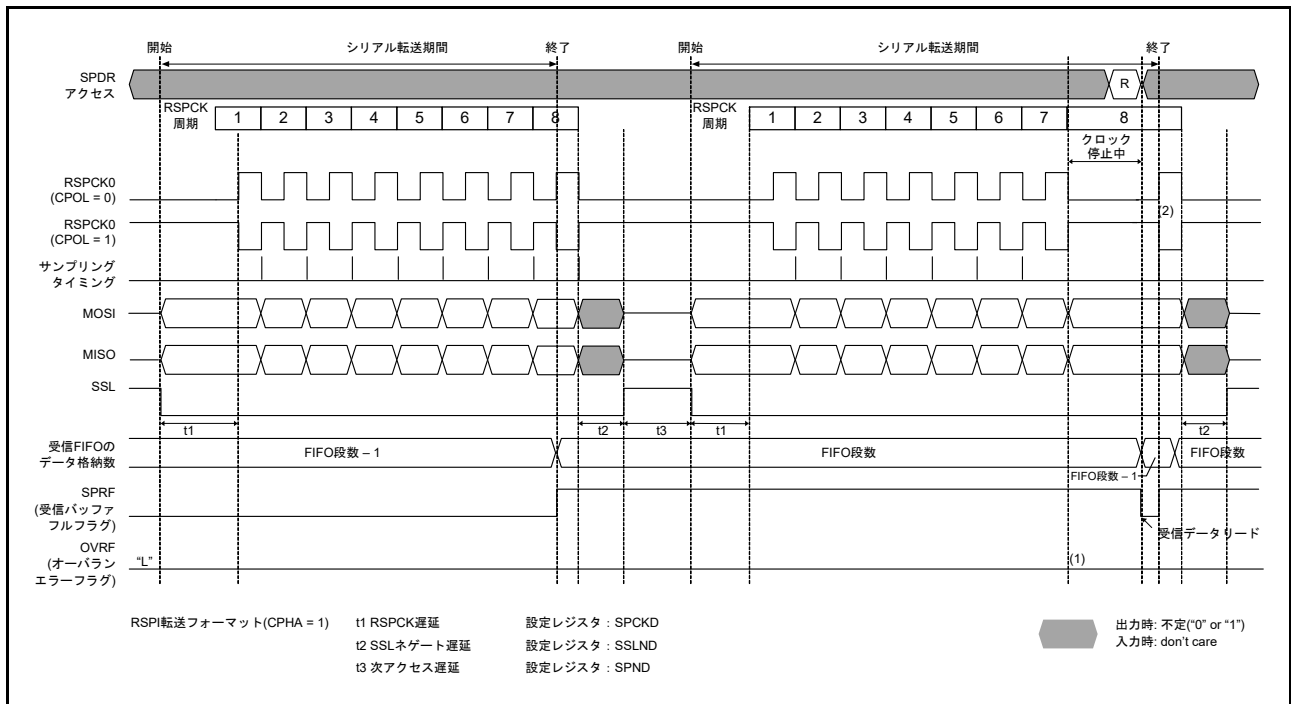 開始 シリアル転送期間 終了 開始 シリアル転送期間 終了
SPDR
アクセス
R
RSPCK
周期
1 2 3 4 5 6 7 8
RSPCK
周期
1 2 3 4 5 6 7 8
クロック
停止中
RSPCK0
(CPOL = 0)
RSPCK0
(CPOL = 1)
(2)
サンプリング
タイミング
MOSI
MISO
SSL
t1 t2 t3 t1 t2
受信FIFOの
データ格納数
FIFO段数 – 1 FIFO段数 FIFO段数
FIFO段数 – 1
SPRF
(受信バッファ
フルフラグ)
受信データリード
OVRF
(オーバラン
エラーフラグ)
“L”
(1)
RSPI転送フォーマット(CPHA = 1) t1 RSPCK遅延 設定レジスタ：SPCKD
t2 SSLネゲート遅延 設定レジスタ：SSLND
t3 次アクセス遅延 設定レジスタ：SPND
出力時: 不定(“0” or “1”)
入力時: don't care